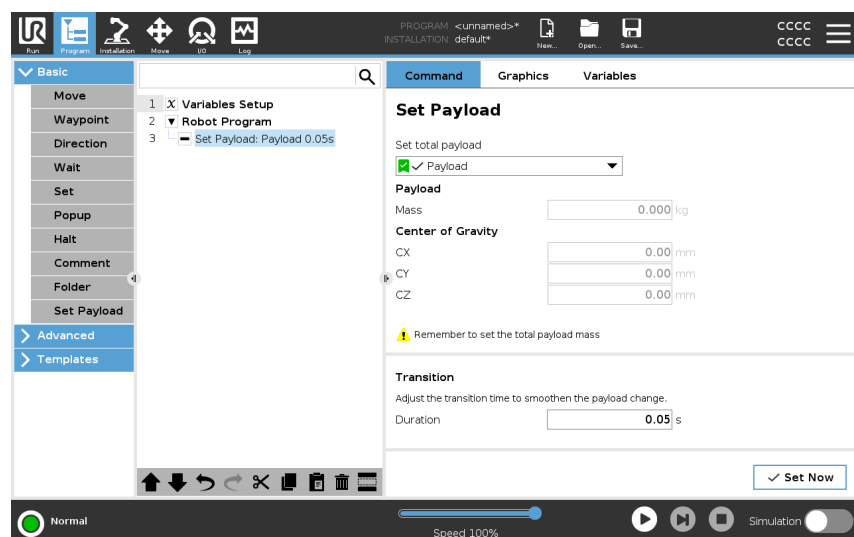 UR
PROGRAM <unnamed>*
INSTALLATION default*
CCCC
CCCC
Run
Program
Installation
Move
I/O
Log
New...
Open...
Save...
Basic
Move
Waypoint
Direction
Wait
Set
Popup
Halt
Comment
Folder
Set Payload
Advanced
Templates
1 X Variables Setup
2 Robot Program
3 Set Payload: Payload 0.05s
Command Graphics Variables
Set Payload
Set total payload
Payload
Payload
Mass 0.000 kg
Center of Gravity
CX 0.00 mm
CY 0.00 mm
CZ 0.00 mm
Remember to set the total payload mass
Transition
Adjust the transition time to smoothen the payload change.
Duration 0.05 s
Set Now
Normal
Speed 100%
Simulation